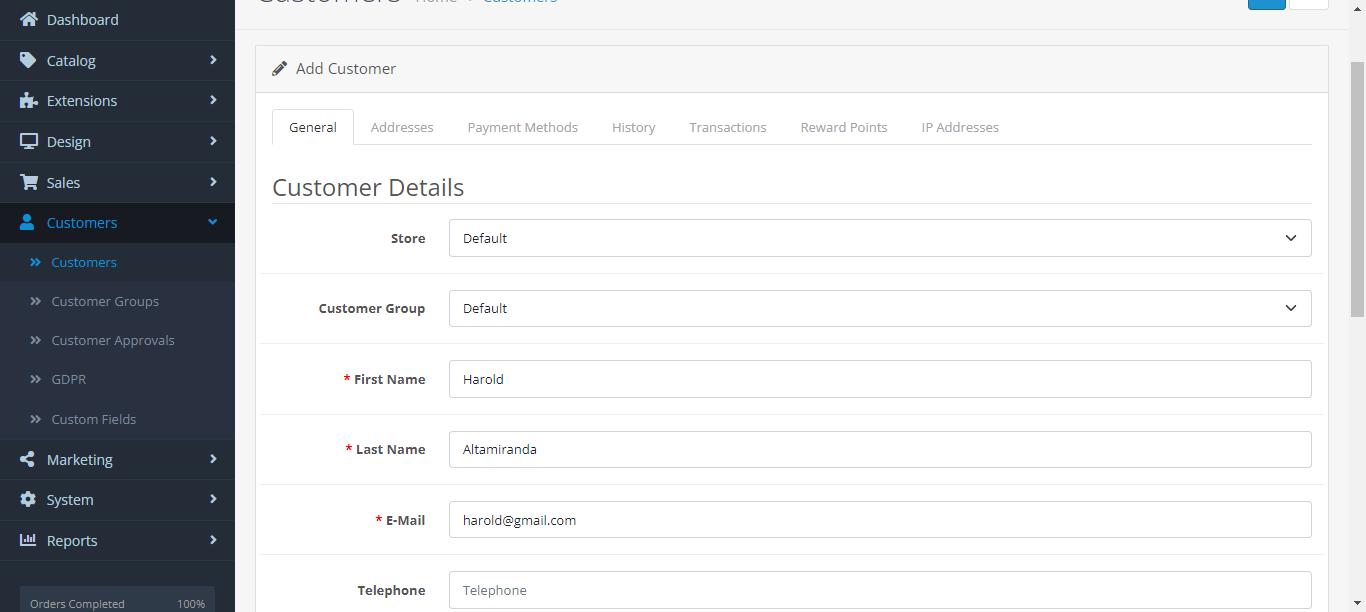 Dashboard
Catalog
Extensions
Design
Sales
Customers
Customers
Customer Groups
Customer Approvals
GDPR
Custom Fields
Marketing
System
Reports
Orders Completed 100%
Customers Home Customers
Add Customer
General Addresses Payment Methods History Transactions Reward Points IP Addresses
Customer Details
Store Default
Customer Group Default
* First Name Harold
* Last Name Altamiranda
* E-Mail harold@gmail.com
Telephone Telephone